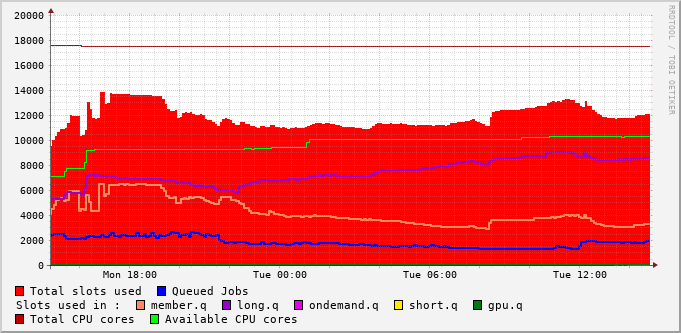 RRDTOOL / TOBI OETIKER
20000
18000
16000
14000
12000
10000
8000
6000
4000
2000
0
Mon 18:00 Tue 00:00 Tue 06:00 Tue 12:00
Total slots used Queued Jobs
Slots used in : member.q long.q ondemand.q short.q gpu.q
Total CPU cores Available CPU cores